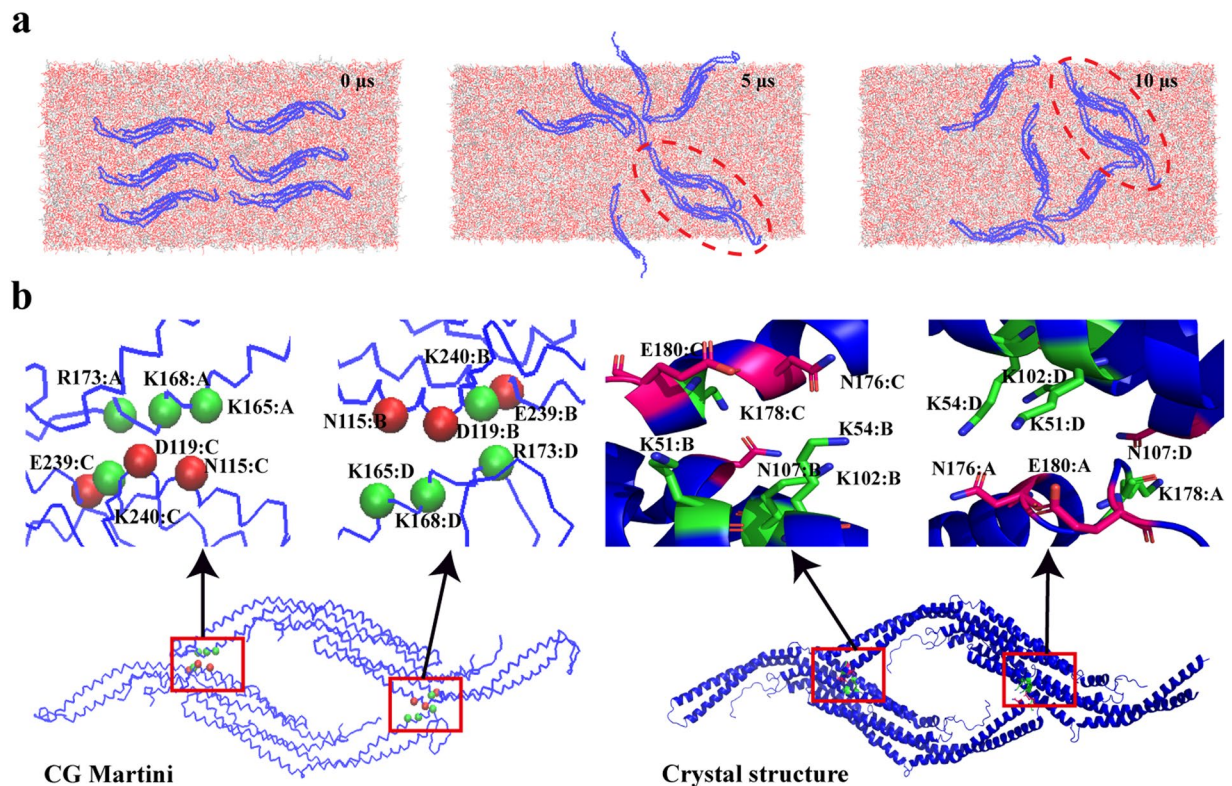 a
0 µs
5 µs
10 µs
b
R173:A
K168:A
K165:A
D119:C
E239:C
N115:C
K240:C
K240:B
N115:B
E239:B
D119:B
R173:D
K165:D
K168:D
E180:C
N176:C
K178:C
K51:B
K54:B
N107:B
K102:B
K102:D
K54:D
K51:D
N107:D
N176:A
E180:A
K178:A
CG Martini
Crystal structure